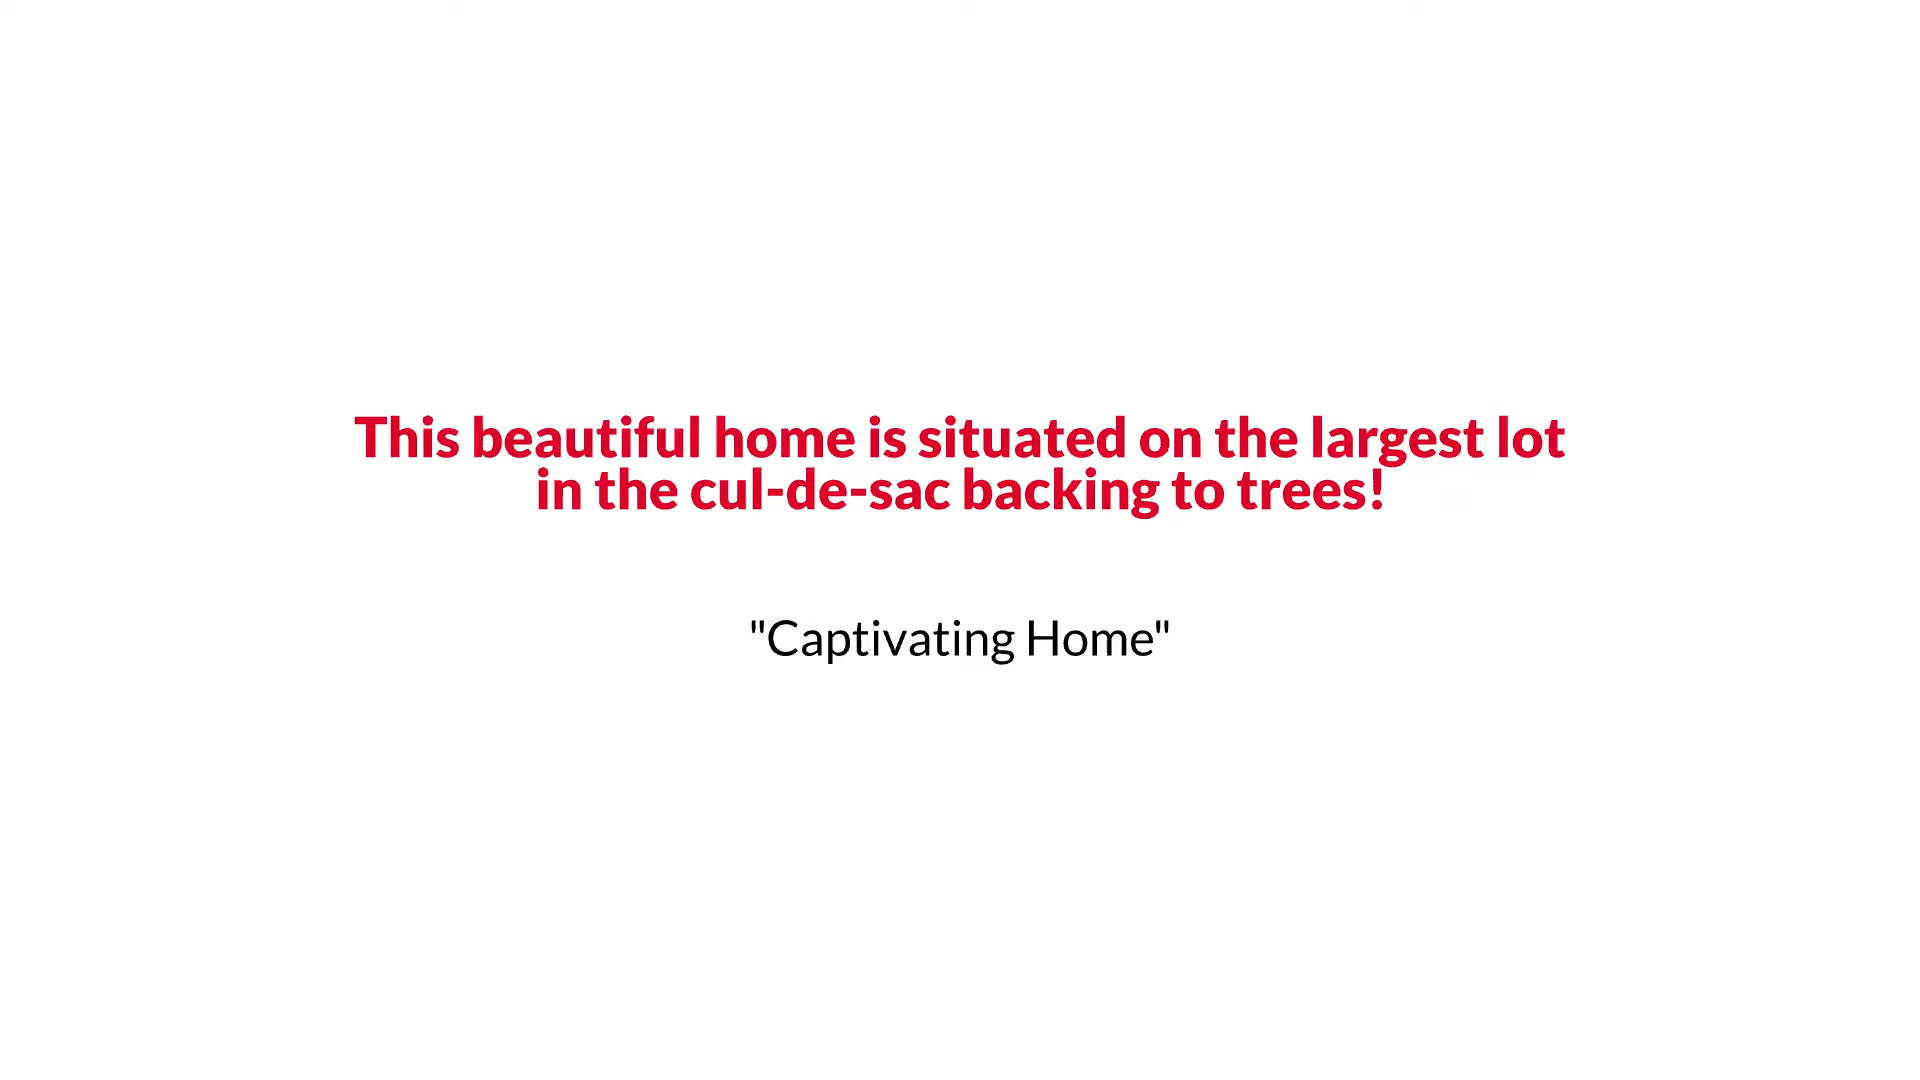 This beautiful home is situated on the largest lot
in the cul-de-sac backing to trees!
"Captivating Home"